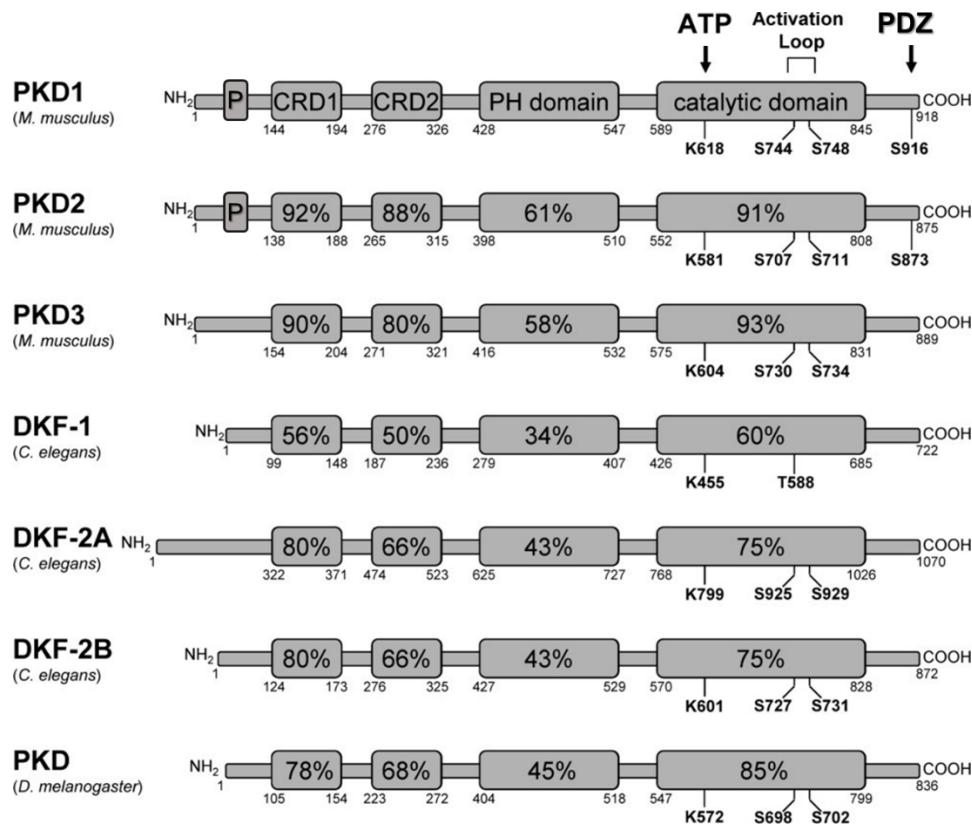 ATP Activation Loop PDZ
PKD1 NH2 P CRD1 CRD2 PH domain catalytic domain COOH
(M. musculus) 1 144 194 276 326 428 547 589 845 918
K618 S744 S748 S916
PKD2 NH2 P 92% 88% 61% 91% COOH
(M. musculus) 1 138 188 265 315 398 510 552 808 875
K581 S707 S711 S873
PKD3 NH2 90% 80% 58% 93% COOH
(M. musculus) 1 154 204 271 321 416 532 575 831 889
K604 S730 S734
DKF-1 NH2 56% 50% 34% 60% COOH
(C. elegans) 1 99 148 187 236 279 407 426 685 722
K455 T588
DKF-2A NH2 80% 66% 43% 75% COOH
(C. elegans) 1 322 371 474 523 625 727 768 1026 1070
K799 S925 S929
DKF-2B NH2 80% 66% 43% 75% COOH
(C. elegans) 1 124 173 276 325 427 529 570 828 872
K601 S727 S731
PKD NH2 78% 68% 45% 85% COOH
(D. melanogaster) 1 105 154 223 272 404 518 547 799 836
K572 S698 S702